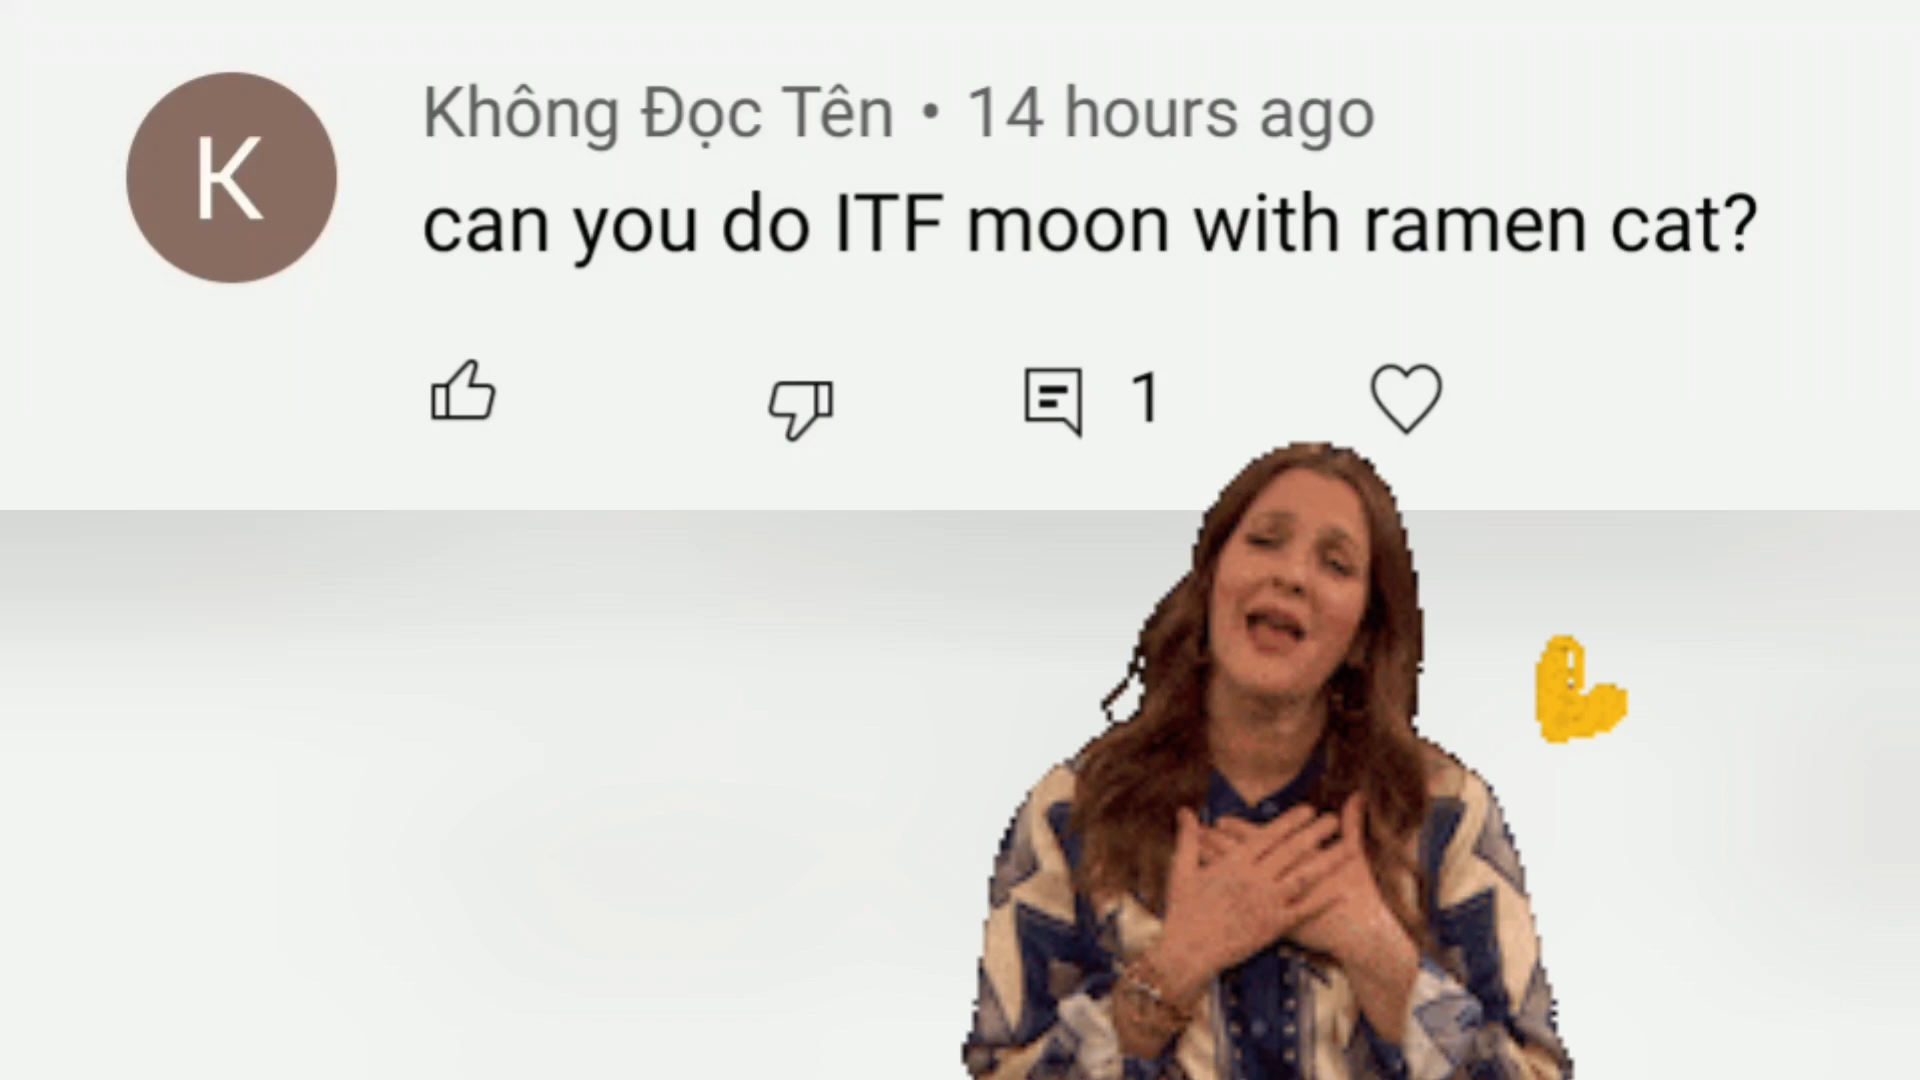 K
Không Đọc Tên • 14 hours ago
can you do ITF moon with ramen cat?
1